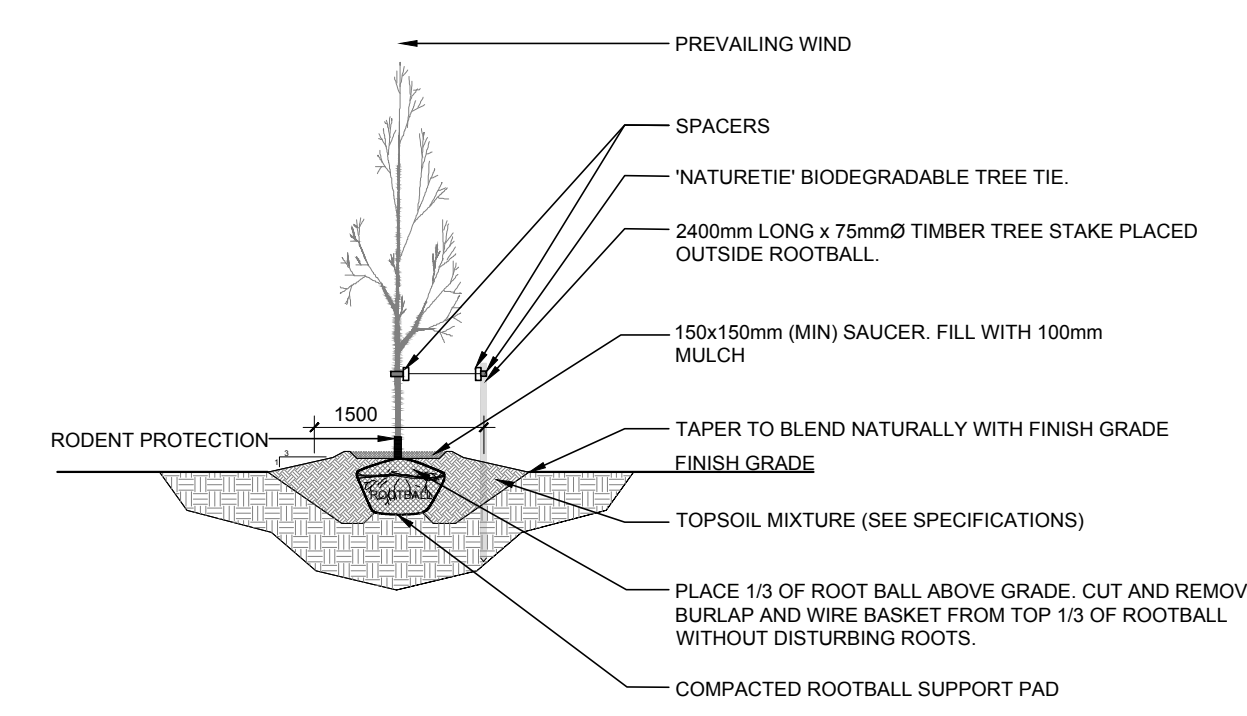 PREVAILING WIND
SPACERS
'NATURETIE' BIODEGRADABLE TREE TIE.
2400mm LONG x 75mmØ TIMBER TREE STAKE PLACED
OUTSIDE ROOTBALL.
150x150mm (MIN) SAUCER. FILL WITH 100mm
MULCH
1500
RODENT PROTECTION
TAPER TO BLEND NATURALLY WITH FINISH GRADE
3
1
FINISH GRADE
ROOTBALL
TOPSOIL MIXTURE (SEE SPECIFICATIONS)
PLACE 1/3 OF ROOT BALL ABOVE GRADE. CUT AND REMOV
BURLAP AND WIRE BASKET FROM TOP 1/3 OF ROOTBALL
WITHOUT DISTURBING ROOTS.
COMPACTED ROOTBALL SUPPORT PAD